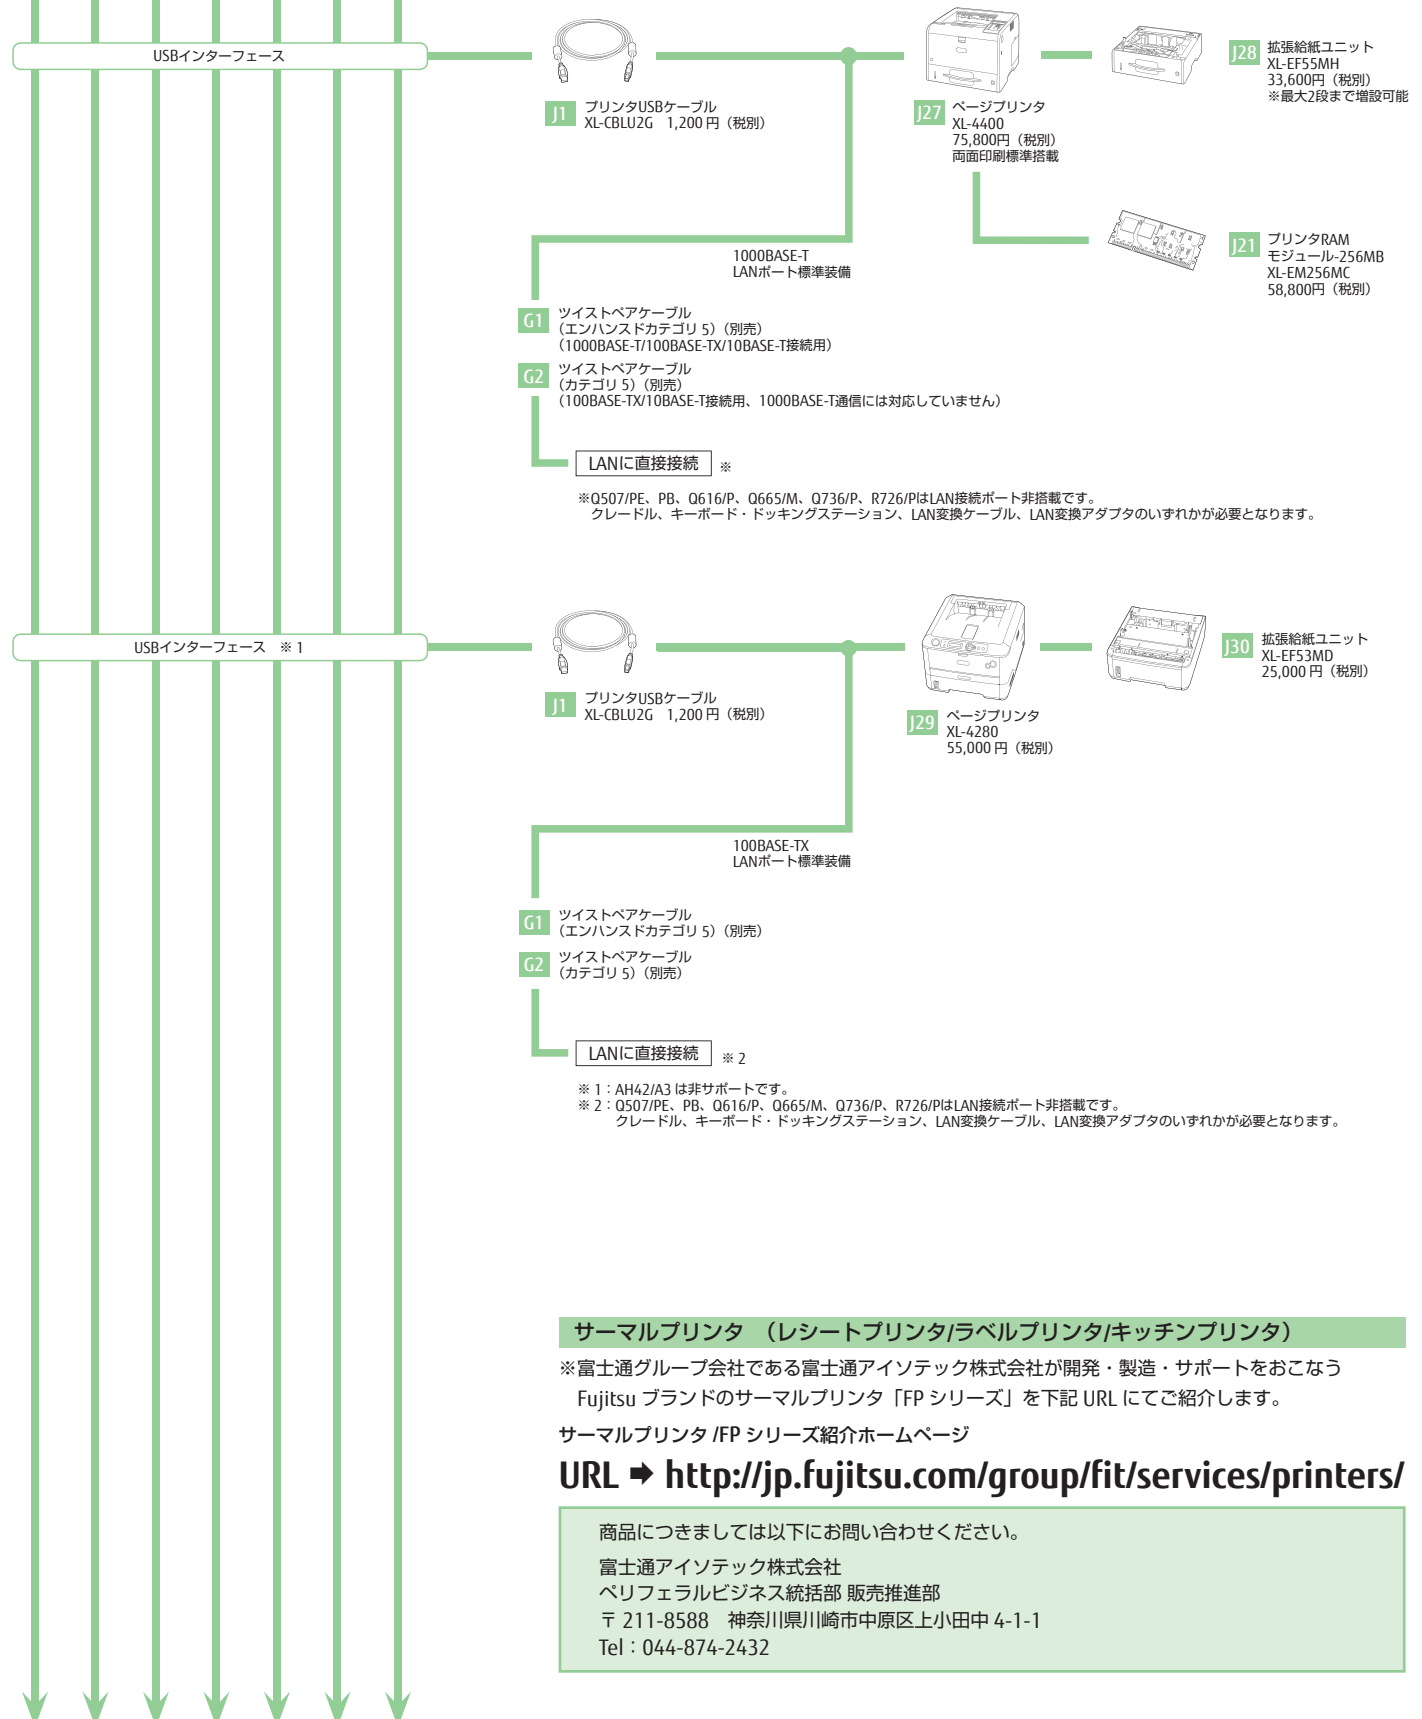 USBインターフェース
J1
プリンタUSBケーブル
XL-CBLU2G　1,200 円（税別）
J27
ページプリンタ
XL-4400
75,800円（税別）
両面印刷標準搭載
J28
拡張給紙ユニット
XL-EF55MH
33,600円（税別）
※最大2段まで増設可能
J21
プリンタRAM
モジュール-256MB
XL-EM256MC
58,800円（税別）
1000BASE-T
LANポート標準装備
G1
ツイストペアケーブル
（エンハンスドカテゴリ 5）（別売）
（1000BASE-T/100BASE-TX/10BASE-T接続用）
G2
ツイストペアケーブル
（カテゴリ 5）（別売）
（100BASE-TX/10BASE-T接続用、1000BASE-T通信には対応していません）
LANに直接接続 ※
※Q507/PE、PB、Q616/P、Q665/M、Q736/P、R726/PはLAN接続ポート非搭載です。
クレードル、キーボード・ドッキングステーション、LAN変換ケーブル、LAN変換アダプタのいずれかが必要となります。
USBインターフェース　※ 1
J1
プリンタUSBケーブル
XL-CBLU2G　1,200 円（税別）
J29
ページプリンタ
XL-4280
55,000 円（税別）
J30
拡張給紙ユニット
XL-EF53MD
25,000 円（税別）
100BASE-TX
LANポート標準装備
G1
ツイストペアケーブル
（エンハンスドカテゴリ 5）（別売）
G2
ツイストペアケーブル
（カテゴリ 5）（別売）
LANに直接接続 ※ 2
※ 1：AH42/A3 は非サポートです。
※ 2：Q507/PE、PB、Q616/P、Q665/M、Q736/P、R726/PはLAN接続ポート非搭載です。
クレードル、キーボード・ドッキングステーション、LAN変換ケーブル、LAN変換アダプタのいずれかが必要となります。
サーマルプリンタ　（レシートプリンタ/ラベルプリンタ/キッチンプリンタ）
※富士通グループ会社である富士通アイソテック株式会社が開発・製造・サポートをおこなう
Fujitsu ブランドのサーマルプリンタ「FP シリーズ」を下記 URL にてご紹介します。
サーマルプリンタ /FP シリーズ紹介ホームページ
URL ➡ http://jp.fujitsu.com/group/fit/services/printers/
商品につきましては以下にお問い合わせください。
富士通アイソテック株式会社
ペリフェラルビジネス統括部 販売推進部
〒 211-8588　神奈川県川崎市中原区上小田中 4-1-1
Tel：044-874-2432